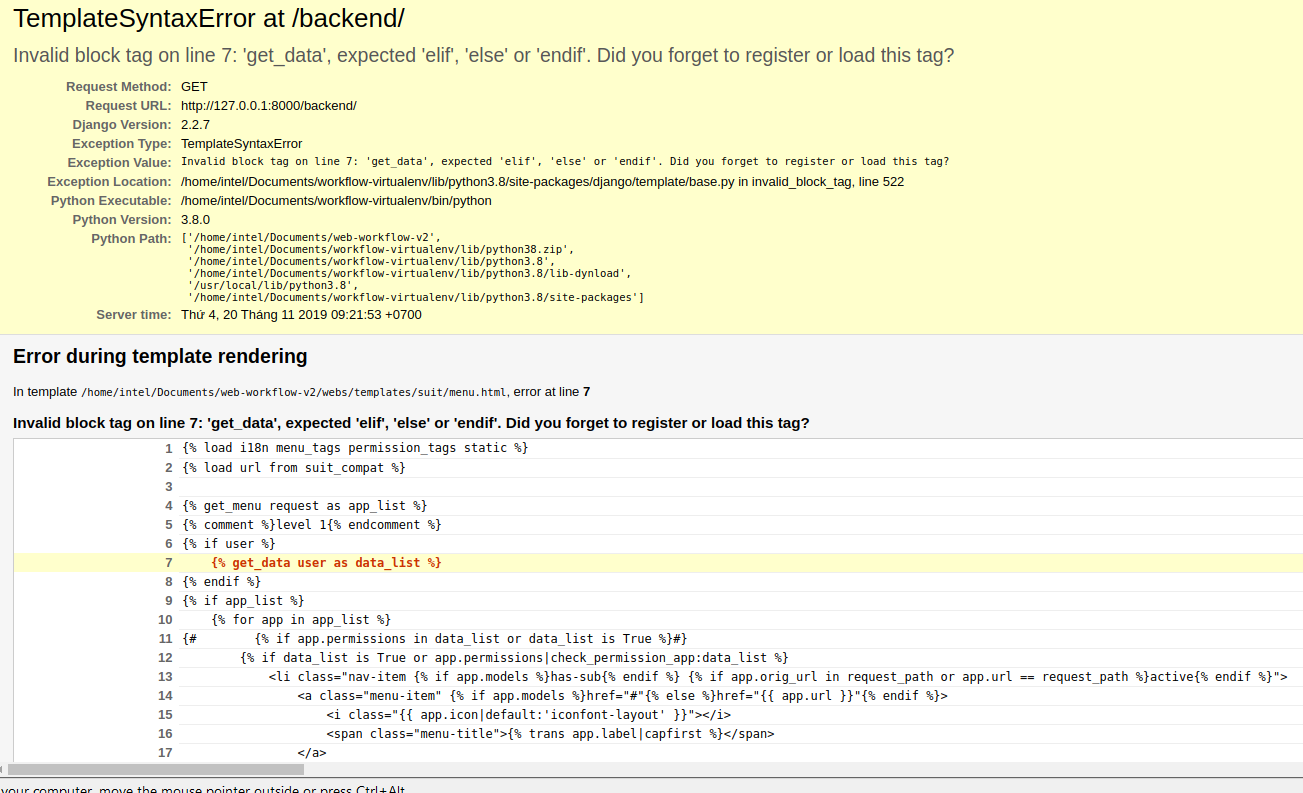 TemplateSyntaxError at /backend/
Invalid block tag on line 7: 'get_data', expected 'elif', 'else' or 'endif'. Did you forget to register or load this tag?
Request Method: GET
Request URL: http://127.0.0.1:8000/backend/
Django Version: 2.2.7
Exception Type: TemplateSyntaxError
Exception Value: Invalid block tag on line 7: 'get_data', expected 'elif', 'else' or 'endif'. Did you forget to register or load this tag?
Exception Location: /home/intel/Documents/workflow-virtualenv/lib/python3.8/site-packages/django/template/base.py in invalid_block_tag, line 522
Python Executable: /home/intel/Documents/workflow-virtualenv/bin/python
Python Version: 3.8.0
Python Path: ['/home/intel/Documents/web-workflow-v2',
'/home/intel/Documents/workflow-virtualenv/lib/python38.zip',
'/home/intel/Documents/workflow-virtualenv/lib/python3.8',
'/home/intel/Documents/workflow-virtualenv/lib/python3.8/lib-dynload',
'/usr/local/lib/python3.8',
'/home/intel/Documents/workflow-virtualenv/lib/python3.8/site-packages']
Server time: Thứ 4, 20 Tháng 11 2019 09:21:53 +0700
Error during template rendering
In template /home/intel/Documents/web-workflow-v2/webs/templates/suit/menu.html, error at line 7
Invalid block tag on line 7: 'get_data', expected 'elif', 'else' or 'endif'. Did you forget to register or load this tag?
1 {% load i18n menu_tags permission_tags static %}
2 {% load url from suit_compat %}
3
4 {% get_menu request as app_list %}
5 {% comment %}level 1{% endcomment %}
6 {% if user %}
7     {% get_data user as data_list %}
8 {% endif %}
9 {% if app_list %}
10     {% for app in app_list %}
11 {#        {% if app.permissions in data_list or data_list is True %}#}
12         {% if data_list is True or app.permissions|check_permission_app:data_list %}
13             <li class="nav-item {% if app.models %}has-sub{% endif %} {% if app.orig_url in request_path or app.url == request_path %}active{% endif %}">
14                 <a class="menu-item" {% if app.models %}href="#"{% else %}href="{{ app.url }}"{% endif %}>
15                     <i class="{{ app.icon|default:'iconfont-layout' }}"></i>
16                     <span class="menu-title">{% trans app.label|capfirst %}</span>
17                 </a>
your computer, move the mouse pointer outside or press Ctrl+Alt.